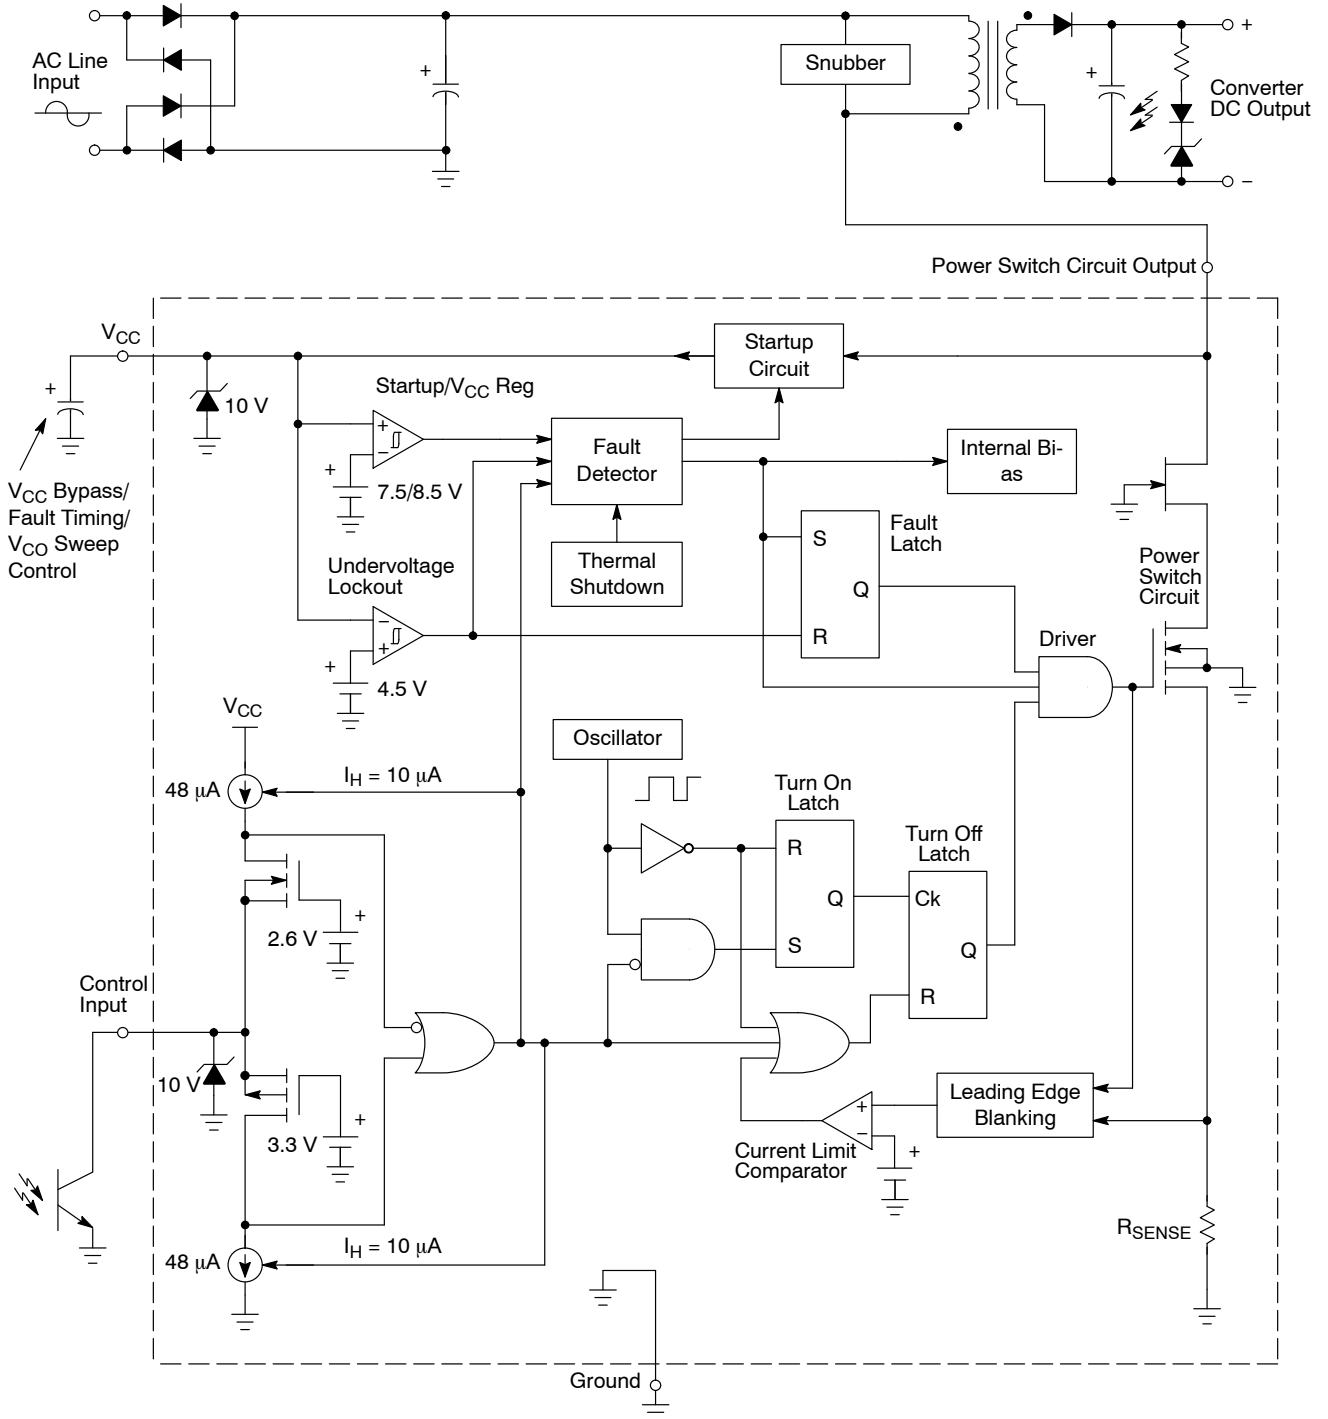 AC Line
Input
+
Snubber
+
+
Converter
DC Output
−
Power Switch Circuit Output
VCC
Startup
Circuit
+
Startup/VCC Reg
10 V
+
−
+
7.5/8.5 V
Fault
Detector
Internal Bi-
as
VCC Bypass/
Fault Timing/
VCO Sweep
Control
Thermal
Shutdown
S
Q
R
Fault
Latch
Power
Switch
Circuit
Undervoltage
Lockout
−
+
+
4.5 V
Driver
VCC
Oscillator
48 µA
IH = 10 µA
Turn On
Latch
R
Q
S
Turn Off
Latch
Ck
Q
R
+
2.6 V
Control
Input
10 V
+
3.3 V
Leading Edge
Blanking
+
−
+
Current Limit
Comparator
RSENSE
48 µA
IH = 10 µA
Ground